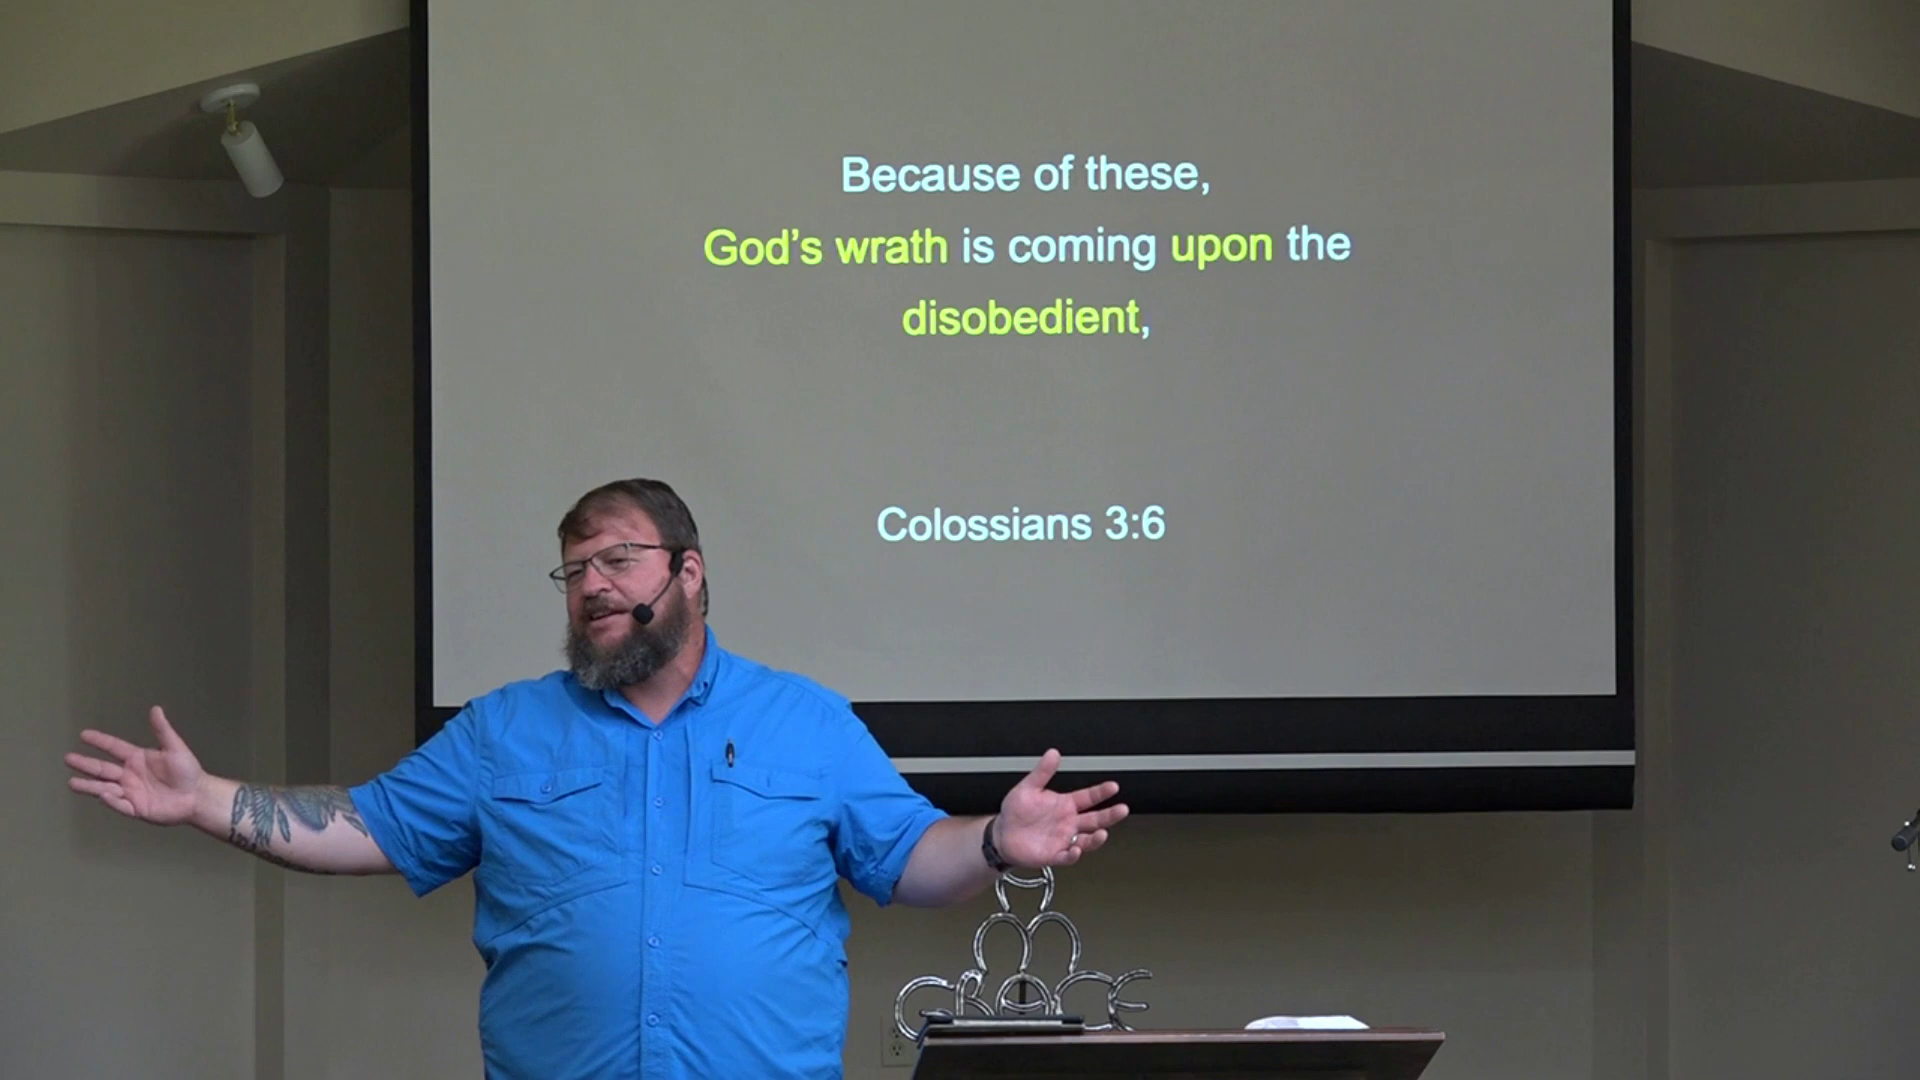 Because of these,
God's wrath is coming upon the
disobedient,
Colossians 3:6
GRACE